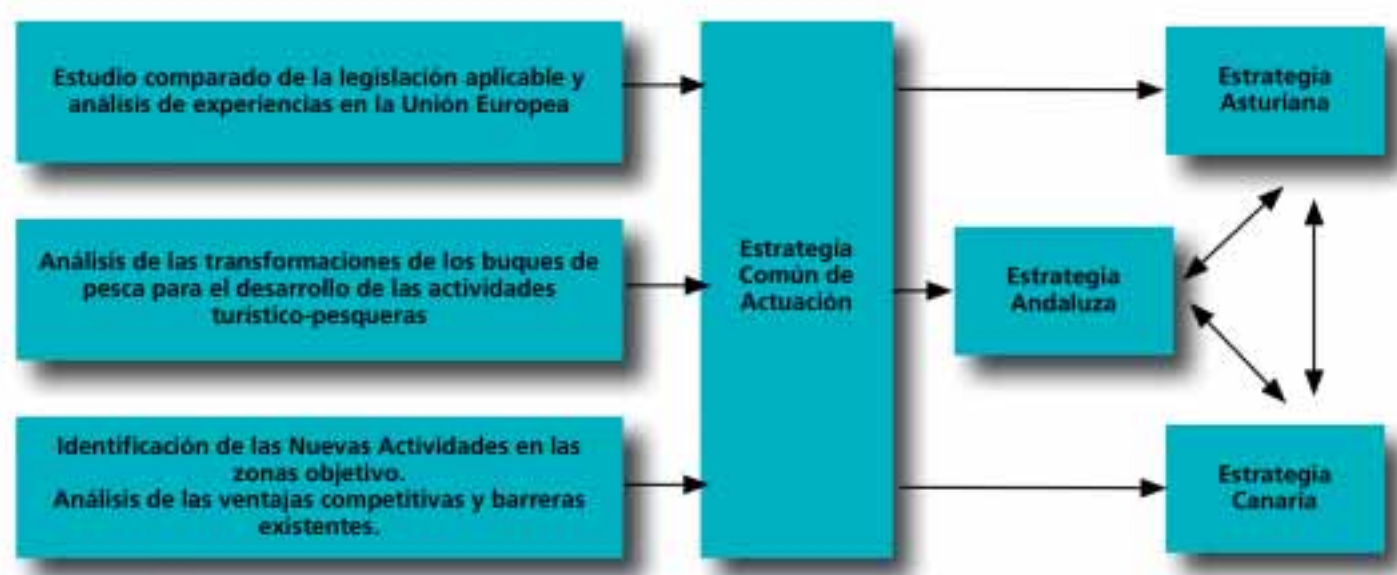 Estudio comparado de la legislación aplicable y
análisis de experiencias en la Unión Europea
Análisis de las transformaciones de los buques de
pesca para el desarrollo de las actividades
turístico-pesqueras
Identificación de las Nuevas Actividades en las
zonas objetivo.
Análisis de las ventajas competitivas y barreras
existentes.
Estrategia
Común de
Actuación
Estrategia
Asturiana
Estrategia
Andaluza
Estrategia
Canaria